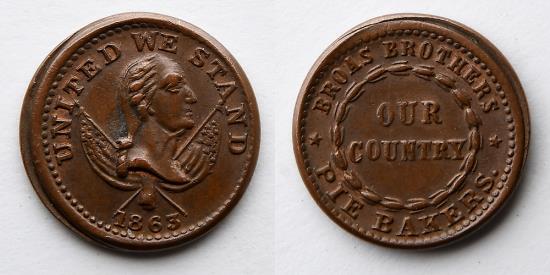 UNITED WE STAND
1863
BROAS BROTHERS
OUR
COUNTRY
PIE BAKERS.